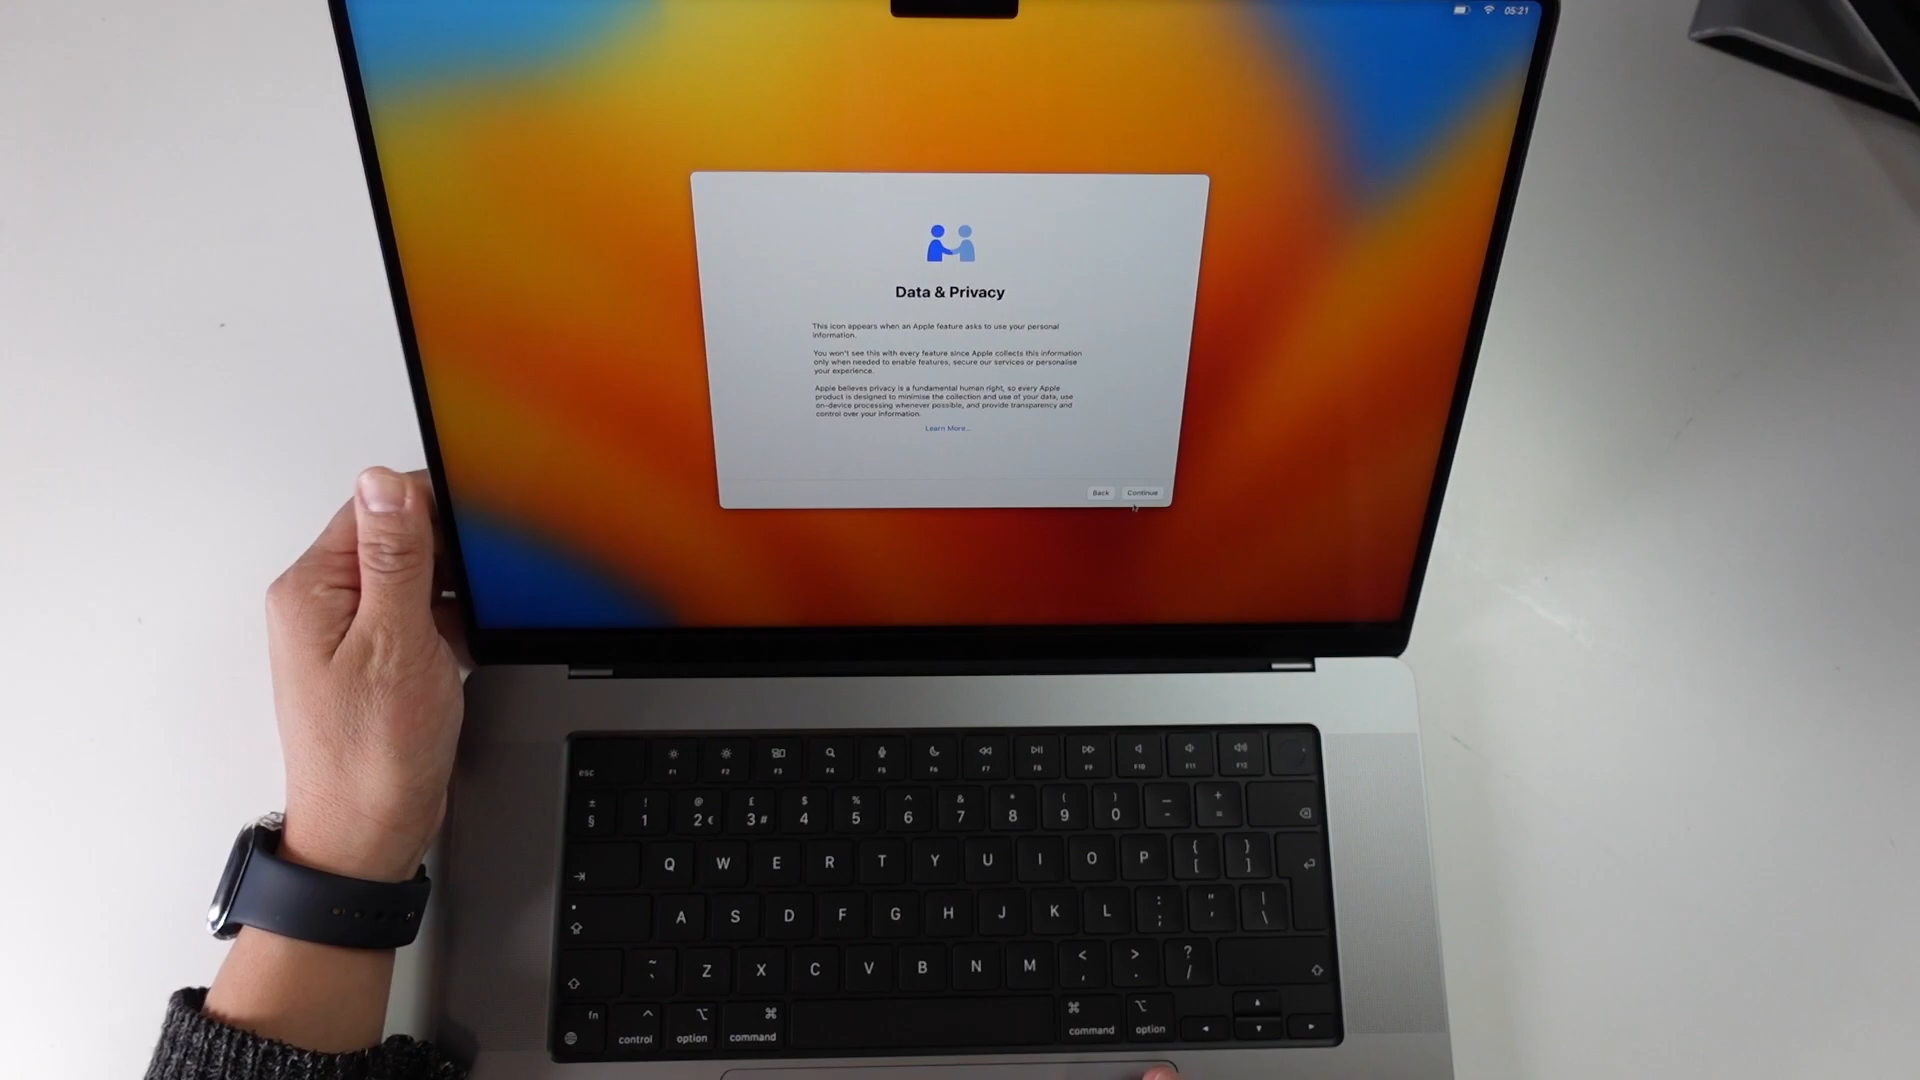 05:21
Data & Privacy
This icon appears when an Apple feature asks to use your personal
information.
You won't see this with every feature since Apple collects this information
only when needed to enable features, secure our services or personalise
your experience.
Apple believes privacy is a fundamental human right, so every Apple
product is designed to minimise the collection and use of your data, use
on-device processing whenever possible, and provide transparency and
control over your information.
Learn More...
Back Continue
esc F1 F2 F3 F4 F5 F6 F7 F8 F9 F10 F11 F12
± ! @ £ $ % ^ & * ( ) — +
§ 1 2 € 3 # 4 5 6 7 8 9 0 - =
Q W E R T Y U I O P { [ } ]
A S D F G H J K L : ; " ' | \
~ ` Z X C V B N M < , > . ? /
fn control option command command option